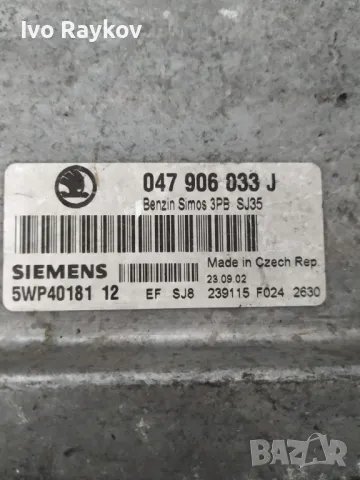 Ivo Raykov
047 906 033 J
Benzin Simos 3PB SJ35
SIEMENS
Made in Czech Rep.
23.09.02
5WP40181 12 EF SJ8 239115 F024 2630
BAZAR